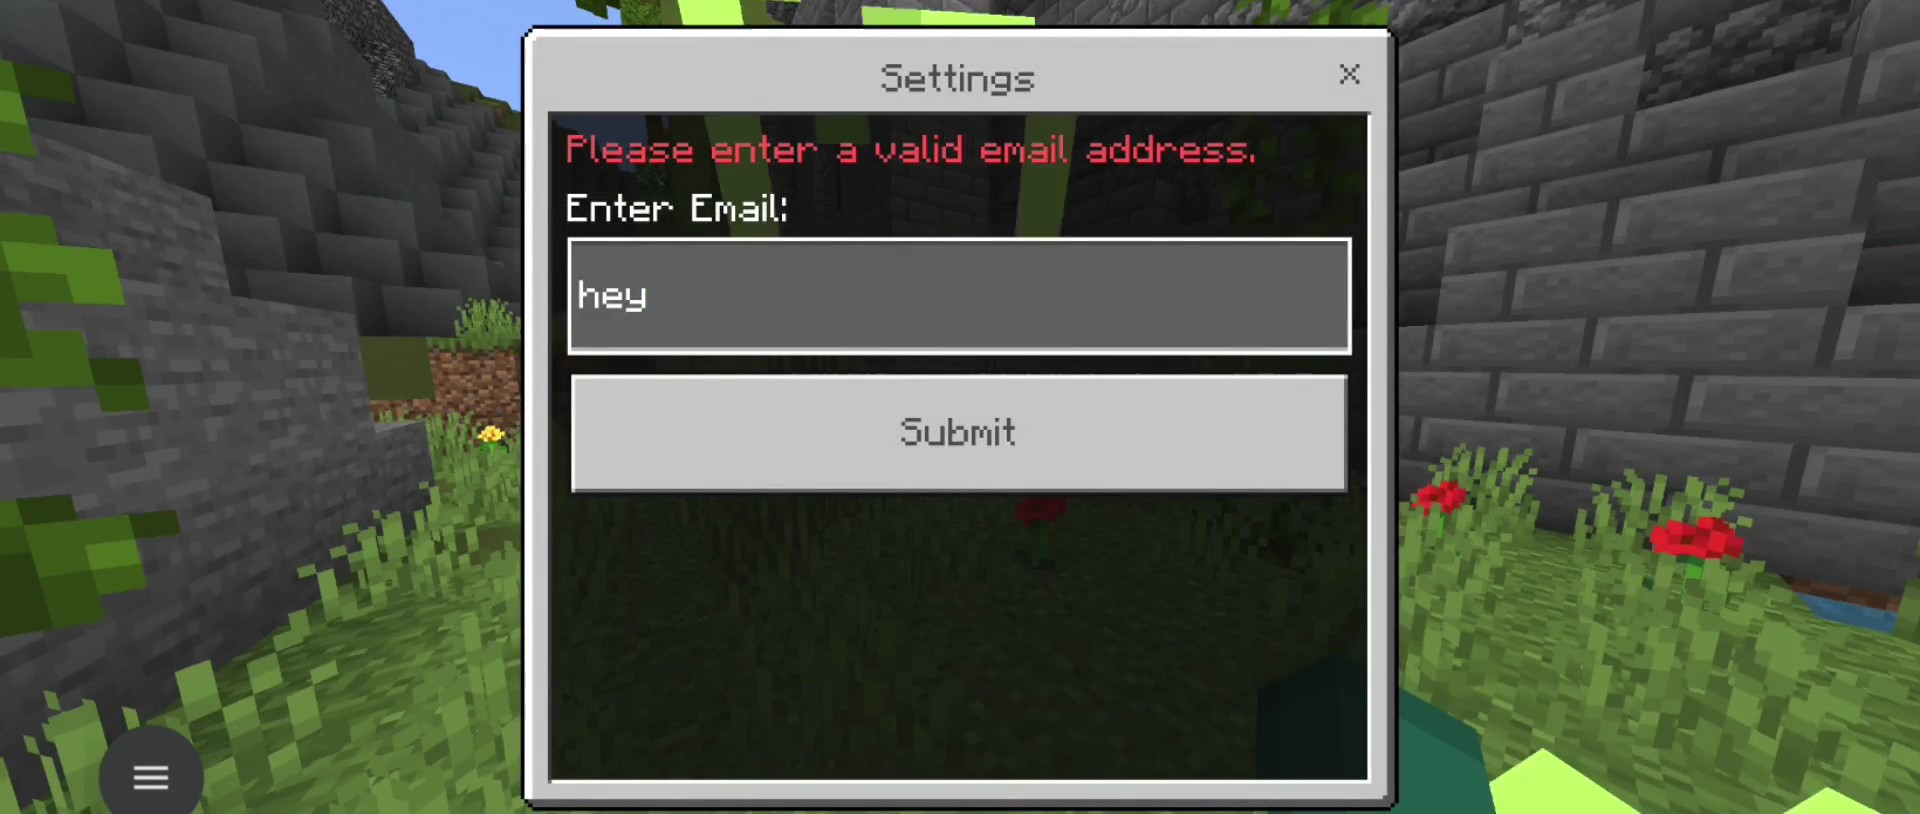 Settings
Please enter a valid email address.
Enter Email:
hey
Submit